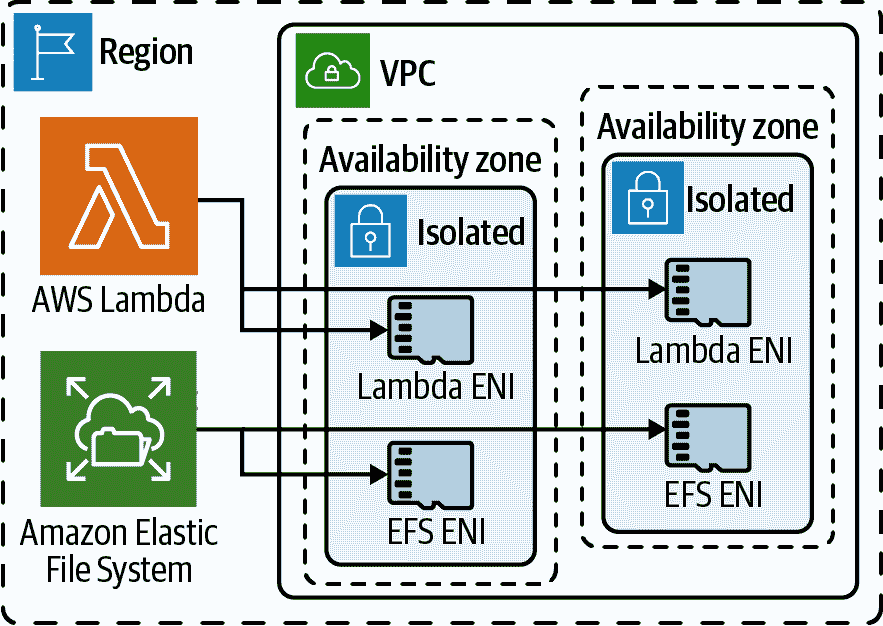 Region
VPC
Availability zone
Availability zone
Isolated
Isolated
AWS Lambda
Lambda ENI
Lambda ENI
Amazon Elastic
File System
EFS ENI
EFS ENI